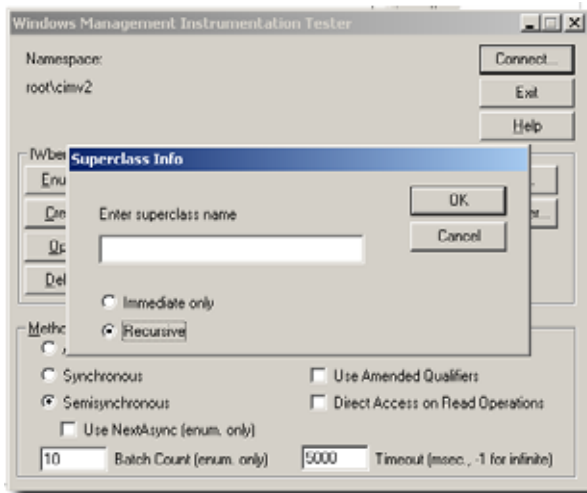 Windows Management Instrumentation Tester
Namespace:
root\cimv2
Connect...
Exit
Help
Superclass Info
Enter superclass name
OK
Cancel
Immediate only
Recursive
Synchronous
Semisynchronous
Use NextAsync (enum. only)
Use Amended Qualifiers
Direct Access on Read Operations
10 Batch Count (enum. only) 5000 Timeout (msec., -1 for infinite)